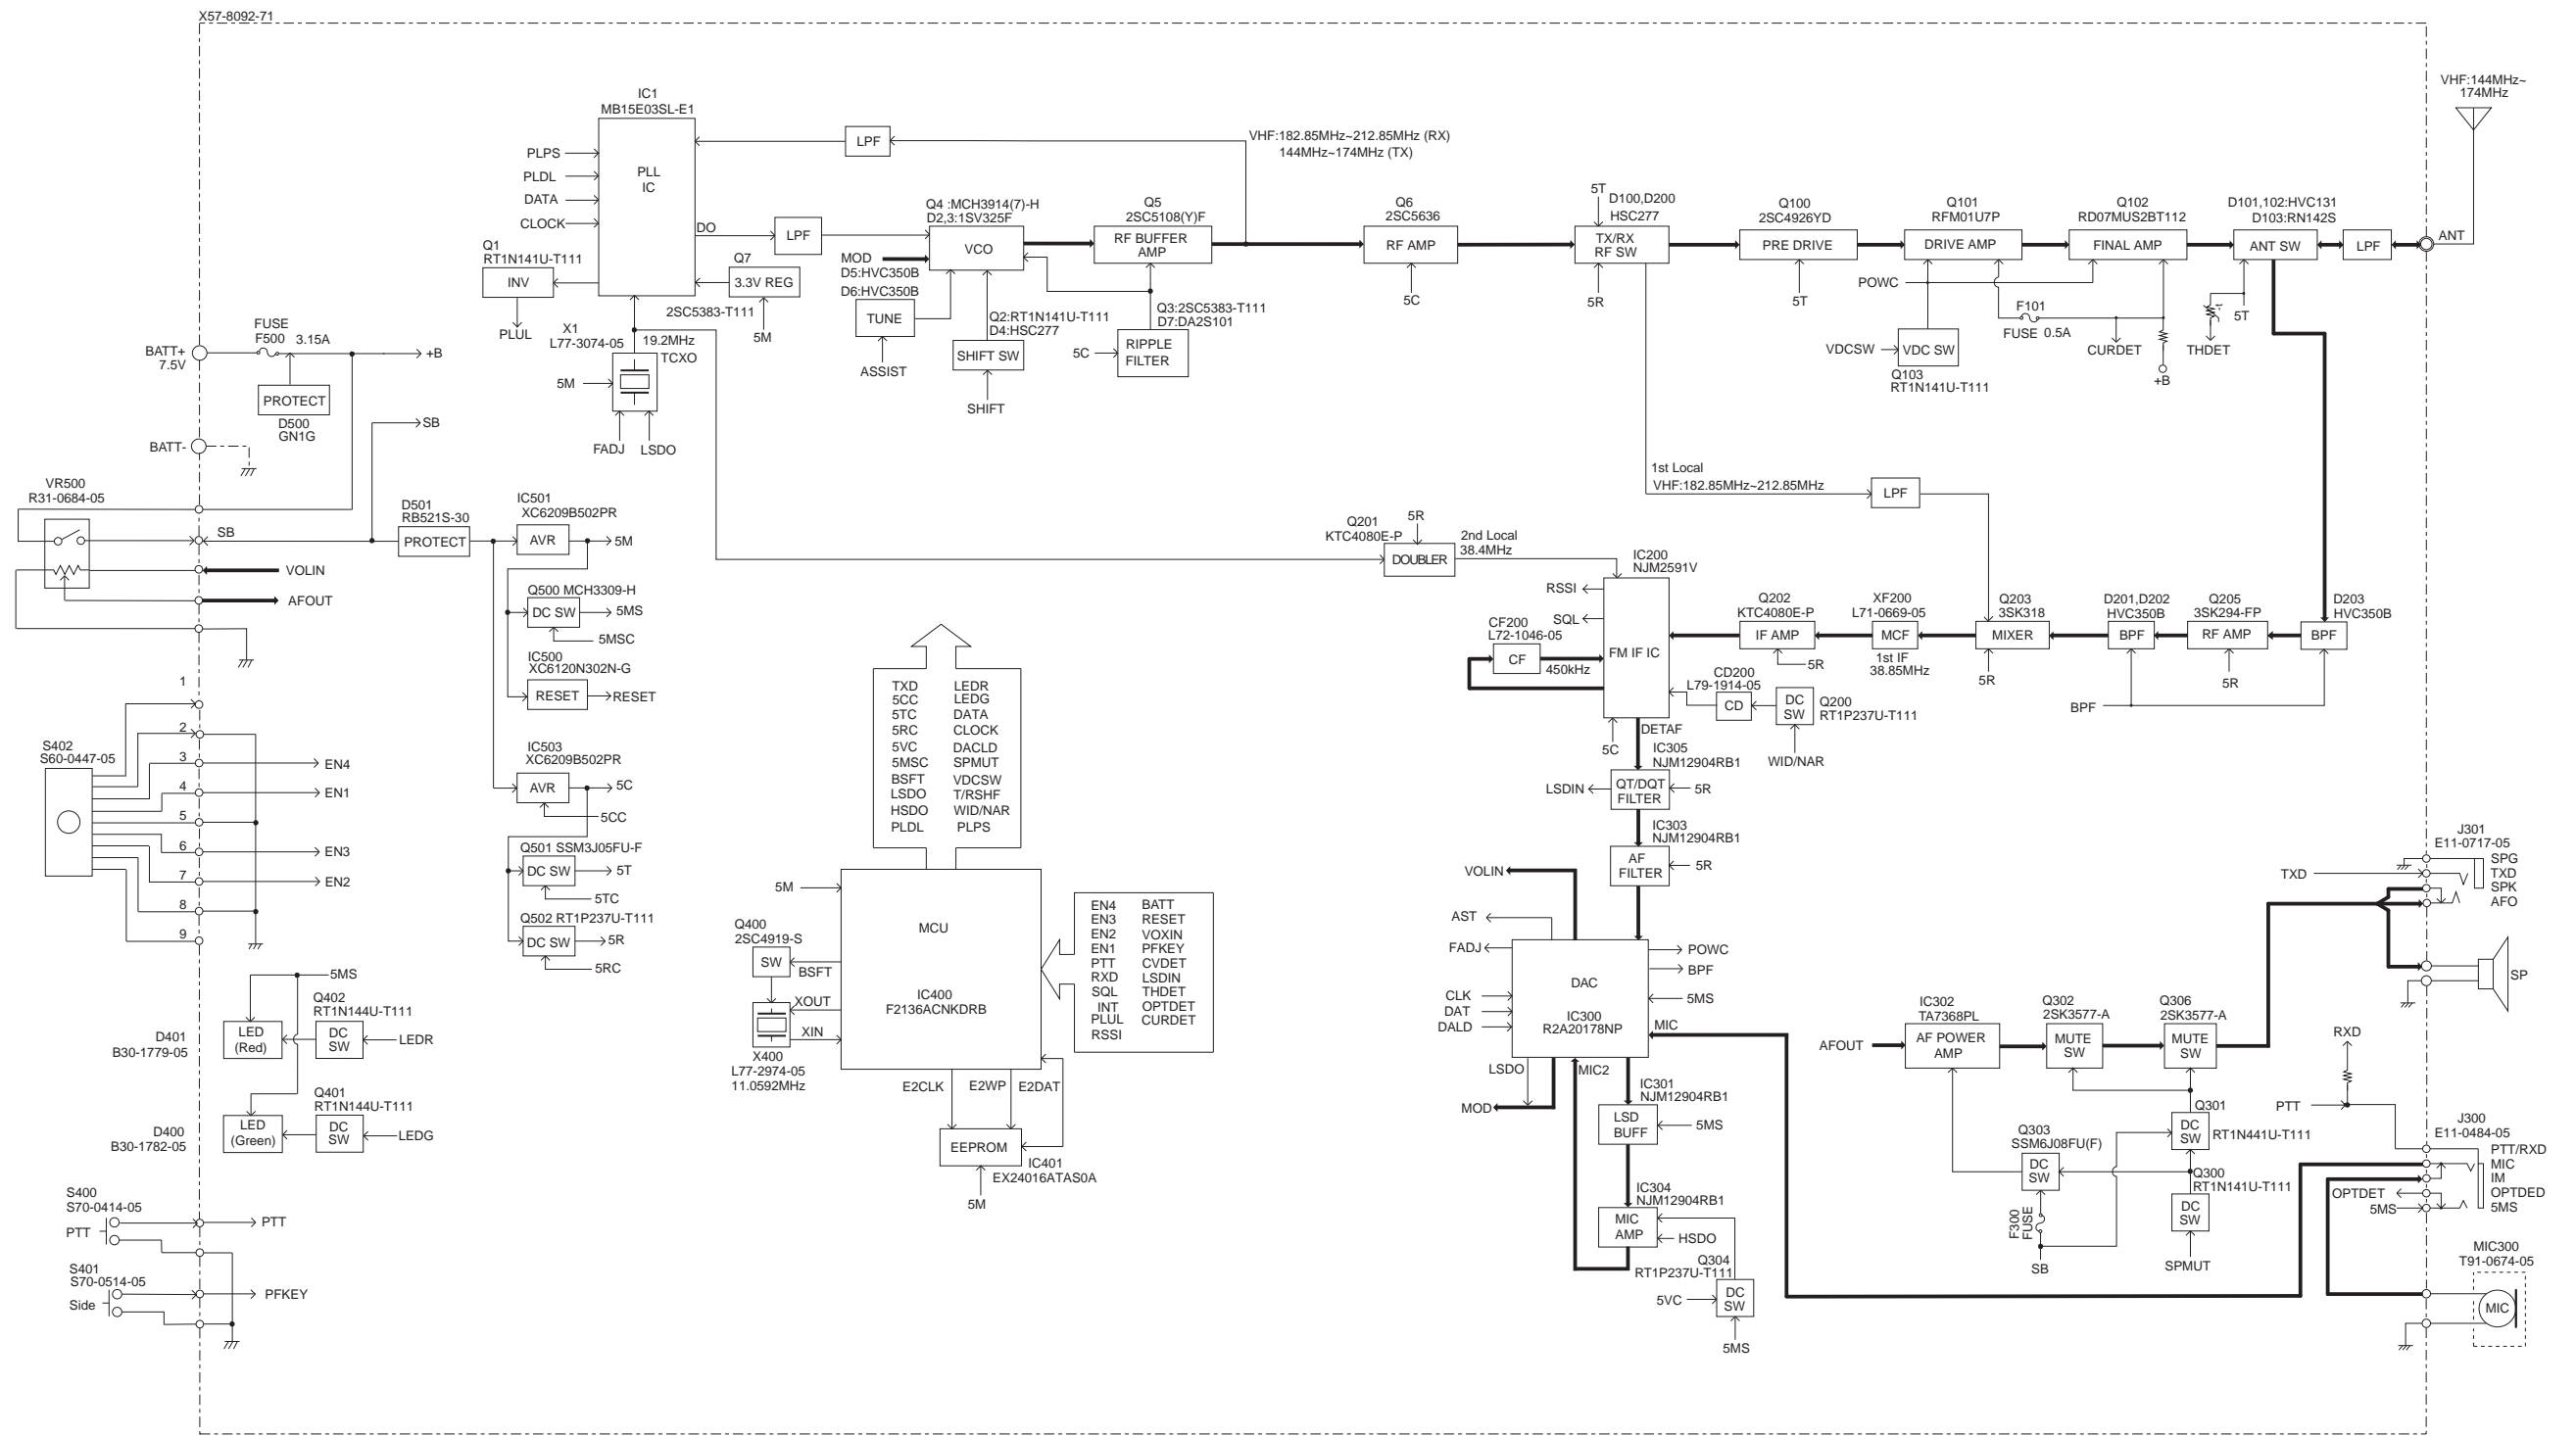 X57-8092-71
IC1
MB15E03SL-E1
PLL
IC
PLPS
PLDL
DATA
CLOCK
DO
Q1
RT1N141U-T111
INV
PLUL
LPF
LPF
Q7
3.3V REG
2SC5383-T111
5M
X1
L77-3074-05
19.2MHz
TCXO
5M
FADJ
LSDO
VHF:182.85MHz~212.85MHz (RX)
144MHz~174MHz (TX)
Q4 :MCH3914(7)-H
D2,3:1SV325F
VCO
MOD
D5:HVC350B
D6:HVC350B
TUNE
ASSIST
Q2:RT1N141U-T111
D4:HSC277
SHIFT SW
SHIFT
Q5
2SC5108(Y)F
RF BUFFER
AMP
Q3:2SC5383-T111
D7:DA2S101
5C
RIPPLE
FILTER
Q6
2SC5636
RF AMP
5C
5T
D100,D200
HSC277
TX/RX
RF SW
5R
Q100
2SC4926YD
PRE DRIVE
5T
Q101
RFM01U7P
DRIVE AMP
POWC
VDCSW
VDC SW
Q103
RT1N141U-T111
F101
FUSE 0.5A
Q102
RD07MUS2BT112
FINAL AMP
CURDET
+B
D101,102:HVC131
D103:RN142S
ANT SW
THDET
t
5T
LPF
ANT
VHF:144MHz~
174MHz
BATT+
7.5V
FUSE
F500
3.15A
+B
PROTECT
D500
GN1G
BATT-
SB
VR500
R31-0684-05
SB
VOLIN
AFOUT
D501
RB521S-30
PROTECT
IC501
XC6209B502PR
AVR
5M
Q500 MCH3309-H
DC SW
5MS
5MSC
IC500
XC6120N302N-G
RESET
RESET
IC503
XC6209B502PR
AVR
5C
5CC
Q501 SSM3J05FU-F
DC SW
5T
5TC
Q502 RT1P237U-T111
DC SW
5R
5RC
1st Local
VHF:182.85MHz~212.85MHz
LPF
Q201
KTC4080E-P
5R
DOUBLER
2nd Local
38.4MHz
IC200
NJM2591V
RSSI
SQL
FM IF IC
CF200
L72-1046-05
CF
450kHz
Q202
KTC4080E-P
IF AMP
5R
XF200
L71-0669-05
MCF
1st IF
38.85MHz
Q203
3SK318
MIXER
5R
D201,D202
HVC350B
BPF
Q205
3SK294-FP
RF AMP
5R
D203
HVC350B
BPF
BPF
CD200
L79-1914-05
CD
DC
SW
Q200
RT1P237U-T111
WID/NAR
5C
DETAF
IC305
NJM12904RB1
LSDIN
QT/DQT
FILTER
5R
IC303
NJM12904RB1
AF
FILTER
5R
S402
S60-0447-05
1
2
3
4
5
6
7
8
9
EN4
EN1
EN3
EN2
5MS
Q402
RT1N144U-T111
D401
B30-1779-05
LED
(Red)
DC
SW
LEDR
Q401
RT1N144U-T111
D400
B30-1782-05
LED
(Green)
DC
SW
LEDG
S400
S70-0414-05
PTT
PTT
S401
S70-0514-05
Side
PFKEY
TXD LEDR
5CC LEDG
5TC DATA
5RC CLOCK
5VC DACLD
5MSC SPMUT
BSFT VDCSW
LSDO T/RSHF
HSDO WID/NAR
PLDL PLPS
5M
MCU
IC400
F2136ACNKDRB
Q400
2SC4919-S
SW
BSFT
XOUT
XIN
X400
L77-2974-05
11.0592MHz
EN4 BATT
EN3 RESET
EN2 VOXIN
EN1 PFKEY
PTT CVDET
RXD LSDIN
SQL THDET
INT OPTDET
PLUL CURDET
RSSI
E2CLK
E2WP
E2DAT
EEPROM
IC401
EX24016ATAS0A
5M
VOLIN
AST
FADJ
DAC
IC300
R2A20178NP
POWC
BPF
5MS
MIC
CLK
DAT
DALD
LSDO
MOD
MIC2
IC301
NJM12904RB1
LSD
BUFF
5MS
IC304
NJM12904RB1
MIC
AMP
HSDO
Q304
RT1P237U-T111
5VC
DC
SW
5MS
AFOUT
IC302
TA7368PL
AF POWER
AMP
Q302
2SK3577-A
MUTE
SW
Q306
2SK3577-A
MUTE
SW
Q301
DC
SW
RT1N441U-T111
Q303
SSM6J08FU(F)
DC
SW
Q300
RT1N141U-T111
DC
SW
F300
FUSE
SB
SPMUT
J301
E11-0717-05
SPG
TXD
TXD
SPK
AFO
SP
RXD
PTT
J300
E11-0484-05
PTT/RXD
MIC
IM
OPTDET
OPTDED
5MS
5MS
MIC300
T91-0674-05
MIC